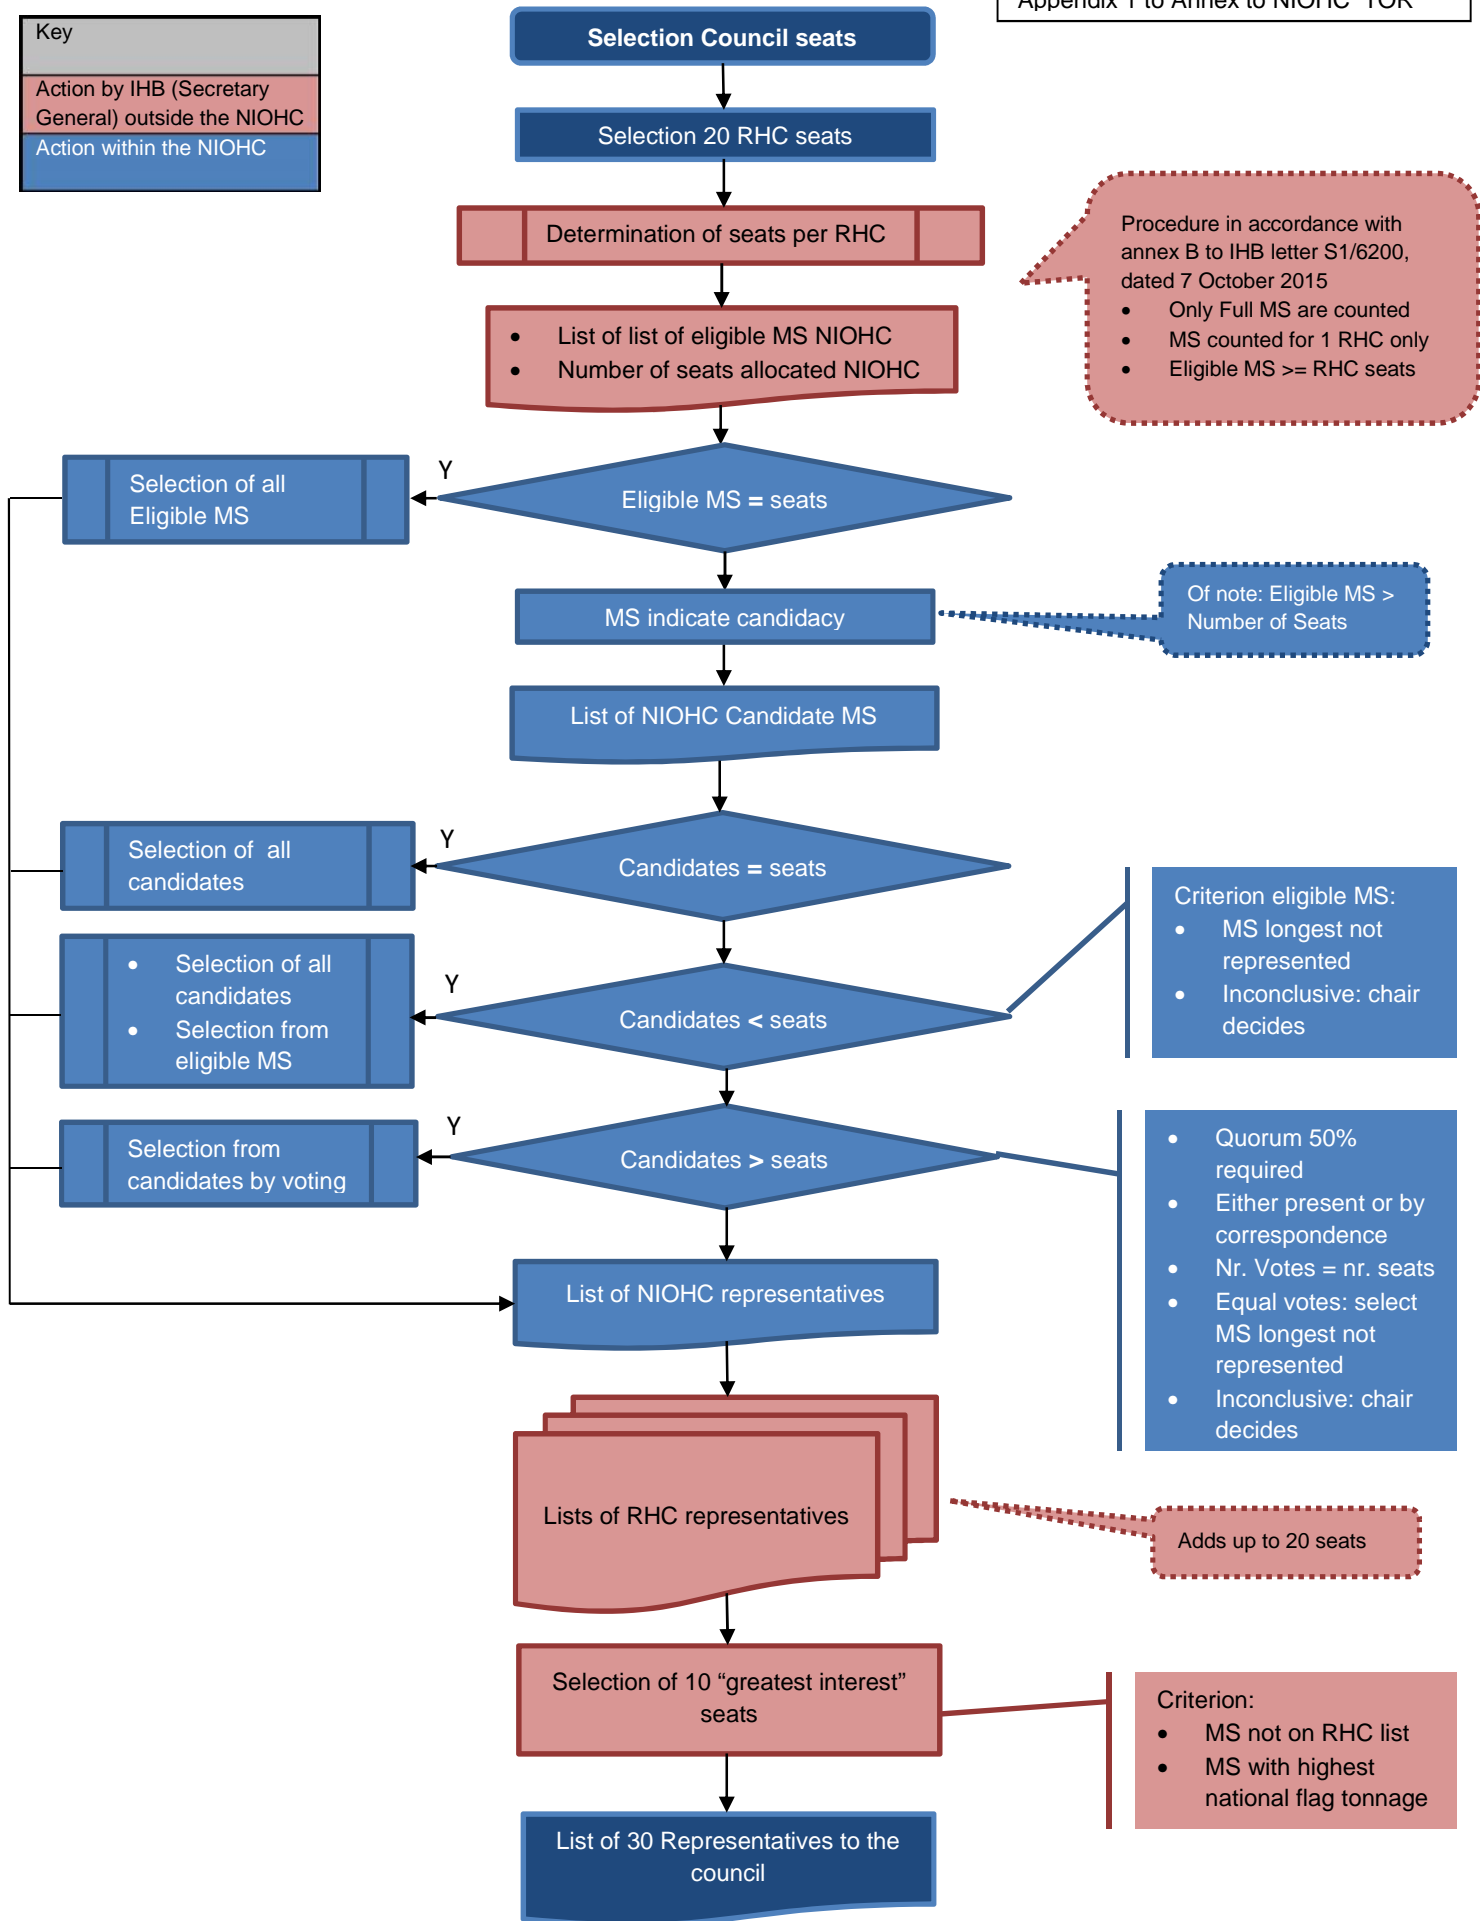 Appendix 1 to Annex to NIOHC TOR
Key
Action by IHB (Secretary
General) outside the NIOHC
Action within the NIOHC
Selection Council seats
Selection 20 RHC seats
Determination of seats per RHC
Procedure in accordance with
annex B to IHB letter S1/6200,
dated 7 October 2015
• Only Full MS are counted
• MS counted for 1 RHC only
• Eligible MS >= RHC seats
• List of list of eligible MS NIOHC
• Number of seats allocated NIOHC
Eligible MS = seats
Y
Selection of all
Eligible MS
MS indicate candidacy
Of note: Eligible MS >
Number of Seats
List of NIOHC Candidate MS
Candidates = seats
Y
Selection of all
candidates
Candidates < seats
Y
• Selection of all
candidates
• Selection from
eligible MS
Criterion eligible MS:
• MS longest not
represented
• Inconclusive: chair
decides
Candidates > seats
Y
Selection from
candidates by voting
• Quorum 50%
required
• Either present or by
correspondence
• Nr. Votes = nr. seats
• Equal votes: select
MS longest not
represented
• Inconclusive: chair
decides
List of NIOHC representatives
Lists of RHC representatives
Adds up to 20 seats
Selection of 10 “greatest interest”
seats
Criterion:
• MS not on RHC list
• MS with highest
national flag tonnage
List of 30 Representatives to the
council